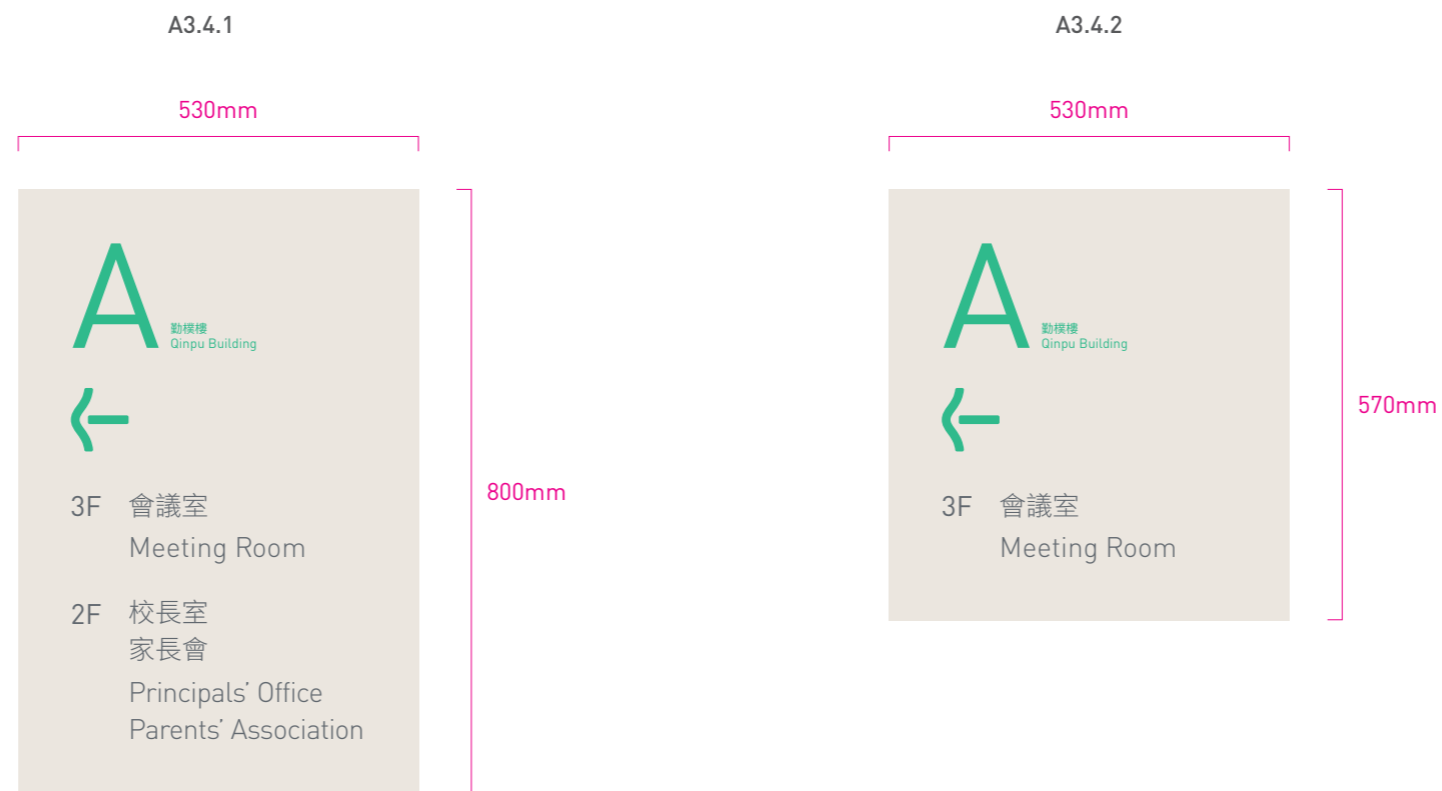 A3.4.1
530mm
A
勤樸樓
Qinpu Building
3F 會議室
Meeting Room
2F 校長室
家長會
Principals’ Office
Parents’ Association
800mm
A3.4.2
530mm
A
勤樸樓
Qinpu Building
3F 會議室
Meeting Room
570mm